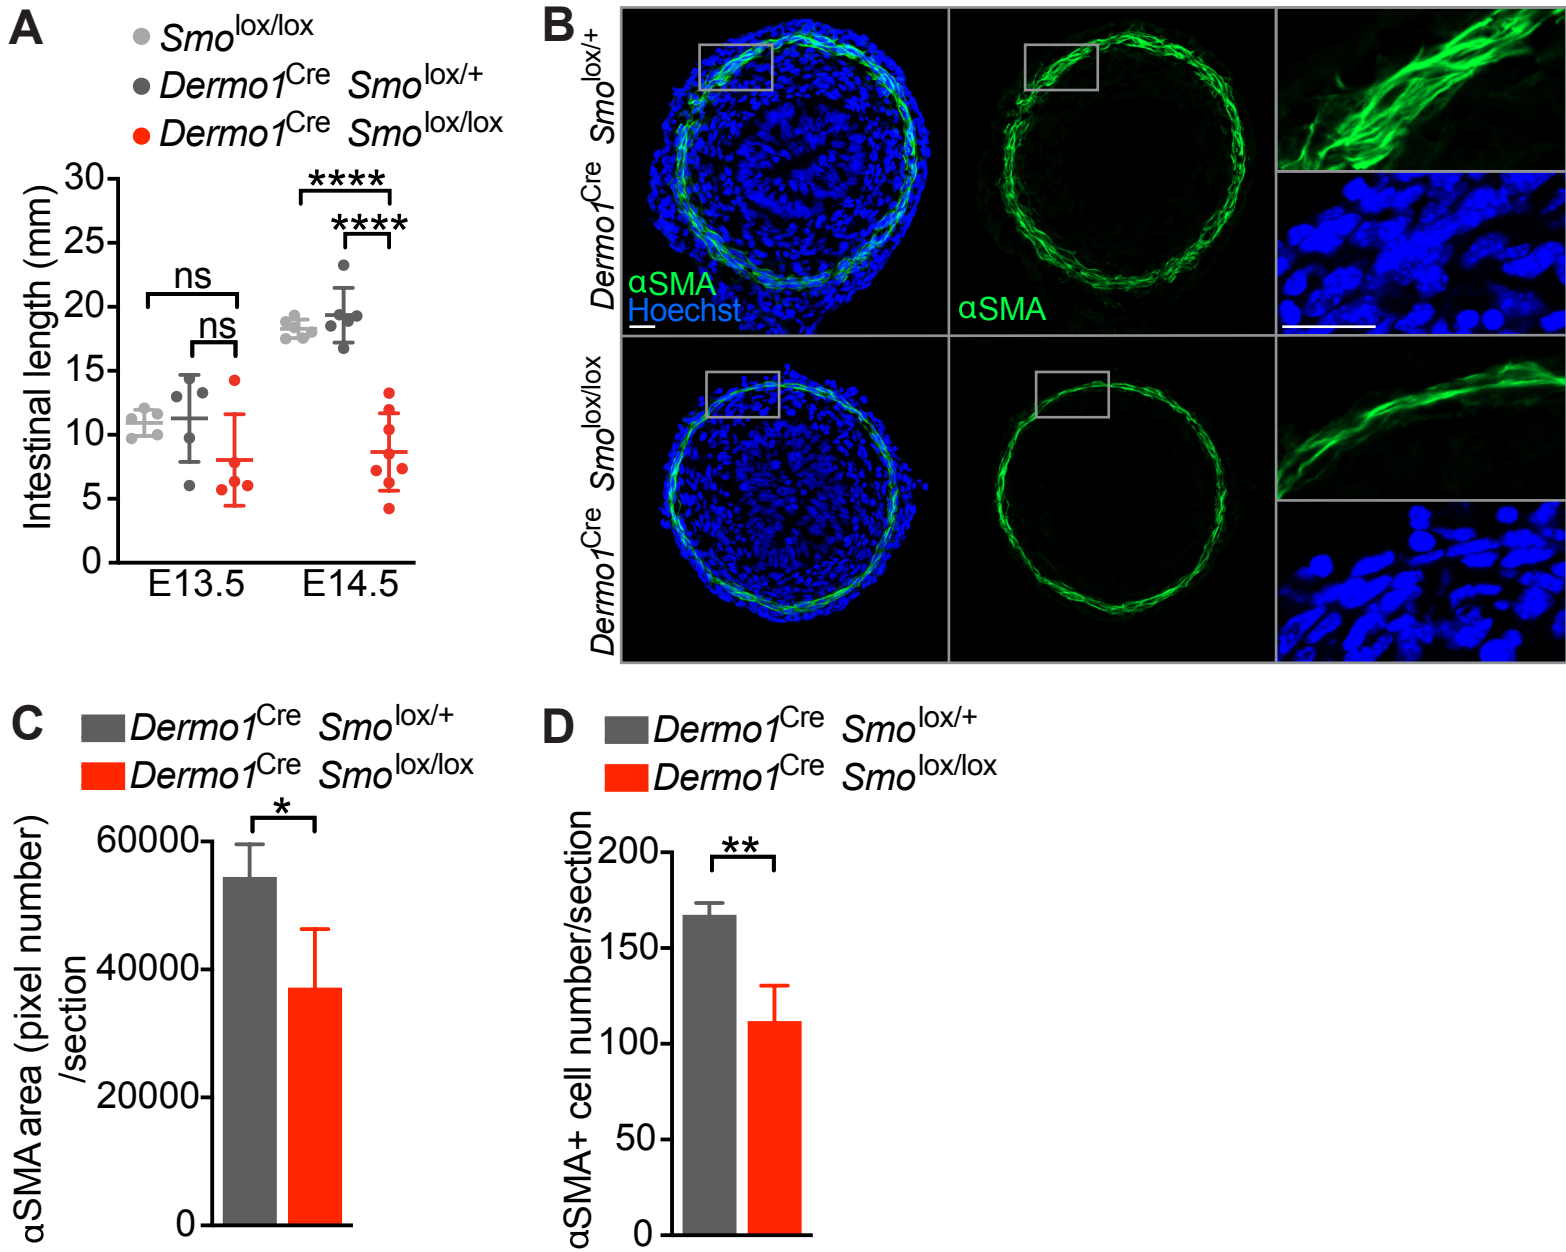 A
Smo lox/lox
Dermo1 Cre Smo lox/+
Dermo1 Cre Smo lox/lox
Intestinal length (mm)
30
25
20
15
10
5
0
ns
ns
****
****
E13.5
E14.5
B
Dermo1 Cre Smo lox/+
αSMA
Hoechst
αSMA
Dermo1 Cre Smo lox/lox
C
Dermo1 Cre Smo lox/+
Dermo1 Cre Smo lox/lox
αSMA area (pixel number)
/section
60000
40000
20000
0
*
D
Dermo1 Cre Smo lox/+
Dermo1 Cre Smo lox/lox
αSMA+ cell number/section
200
150
100
50
0
**